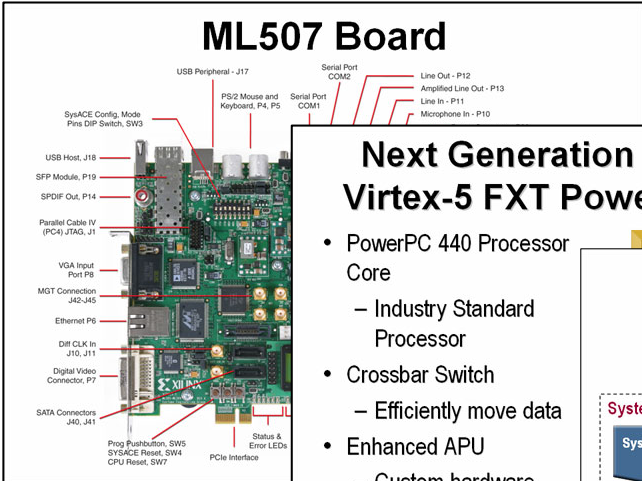 ML507 Board
USB Peripheral - J17
Serial Port
COM2
Line Out - P12
Amplified Line Out - P13
PS/2 Mouse and
Keyboard, P4, P5
Serial Port
COM1
Line In - P11
Microphone In - P10
SysACE Config, Mode
Pins DIP Switch, SW3
USB Host, J18
SFP Module, P19
SPDIF Out, P14
Parallel Cable IV
(PC4) JTAG, J1
VGA Input
Port P8
MGT Connection
J42-J45
Ethernet P6
Diff CLK In
J10, J11
Digital Video
Connector, P7
SATA Connectors
J40, J41
XILINX
Prog Pushbutton, SW5
SYSACE Reset, SW4
CPU Reset, SW7
PCIe Interface
Status &
Error LEDs
Next Generation
Virtex-5 FXT Powe
• PowerPC 440 Processor
Core
– Industry Standard
Processor
• Crossbar Switch
– Efficiently move data
• Enhanced APU
– Custom hardware
Syste
Sys